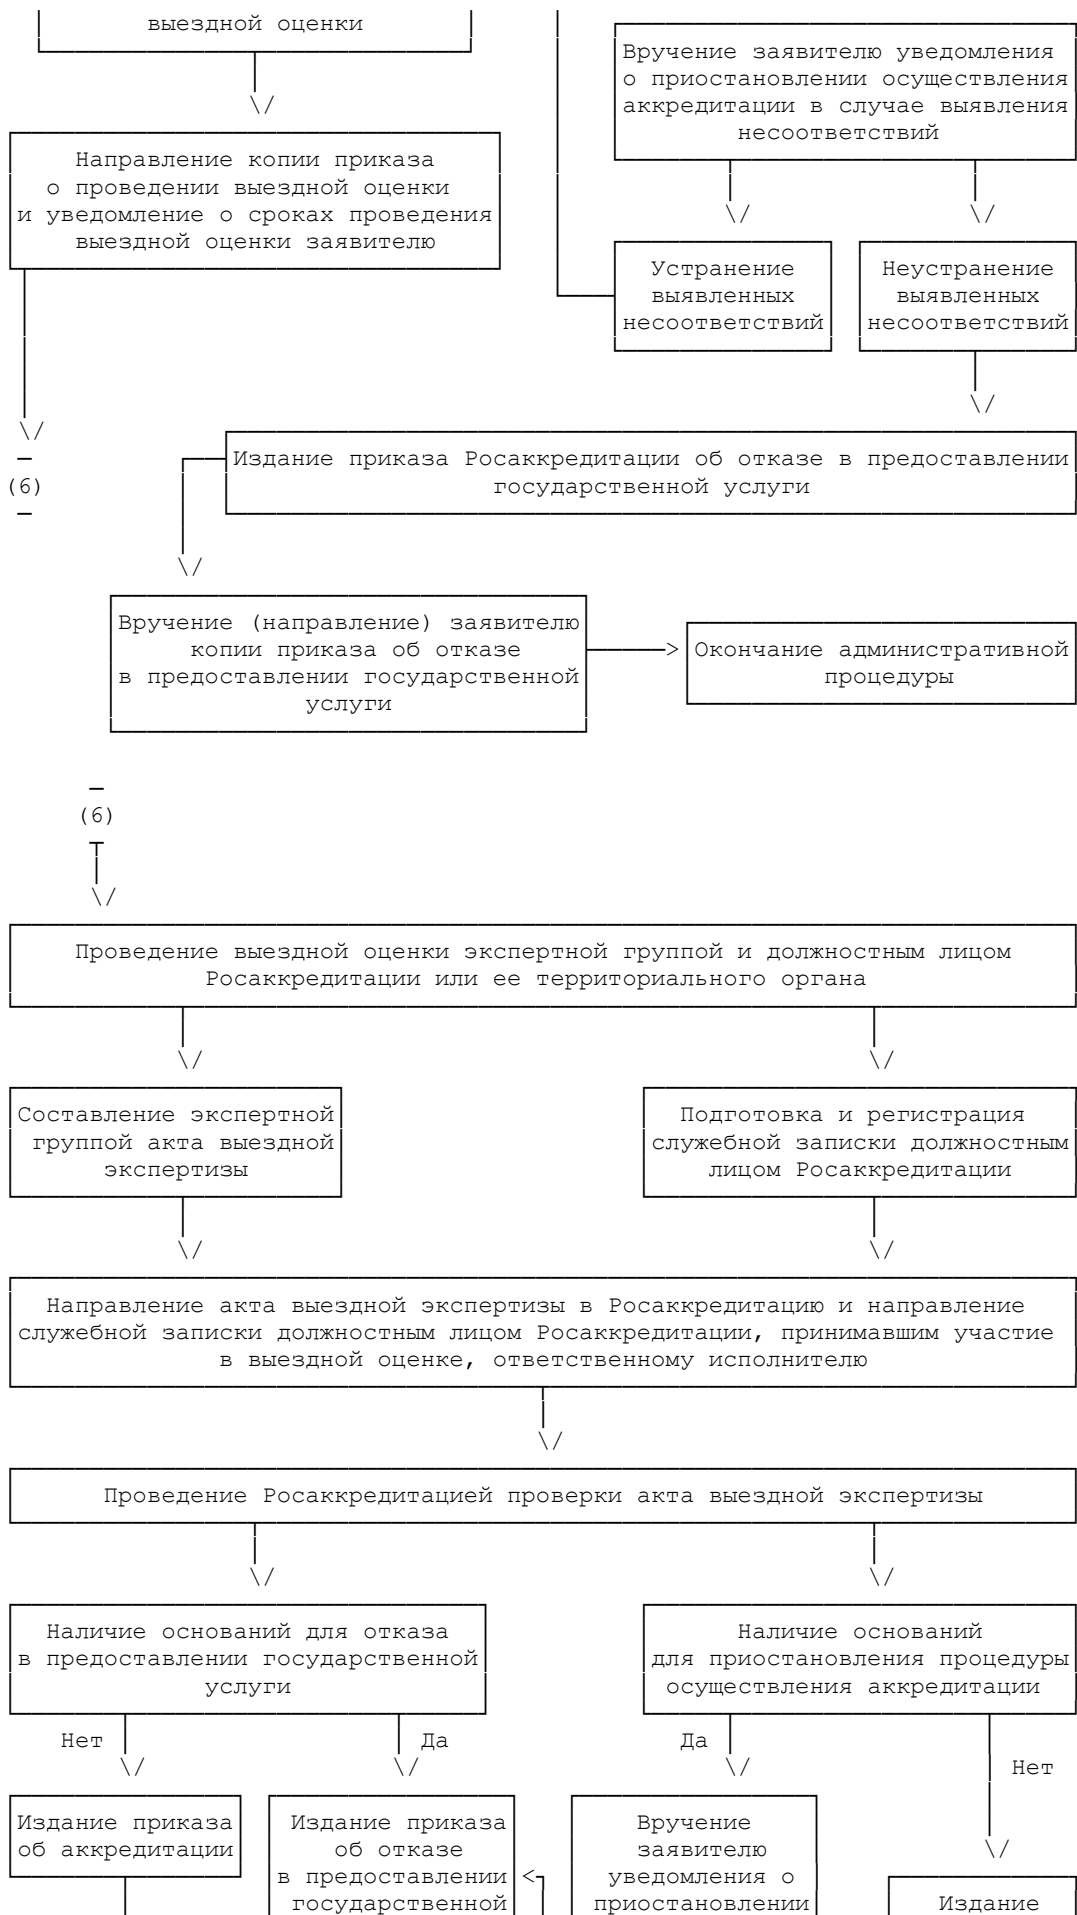 выездной оценки
Вручение заявителю уведомления
о приостановлении осуществления
аккредитации в случае выявления
несоответствий
Направление копии приказа
о проведении выездной оценки
и уведомление о сроках проведения
выездной оценки заявителю
Устранение
выявленных
несоответствий
Неустранение
выявленных
несоответствий
(6)
Издание приказа Росаккредитации об отказе в предоставлении
государственной услуги
Вручение (направление) заявителю
копии приказа об отказе
в предоставлении государственной
услуги
Окончание административной
процедуры
(6)
Проведение выездной оценки экспертной группой и должностным лицом
Росаккредитации или ее территориального органа
Составление экспертной
группой акта выездной
экспертизы
Подготовка и регистрация
служебной записки должностным
лицом Росаккредитации
Направление акта выездной экспертизы в Росаккредитацию и направление
служебной записки должностным лицом Росаккредитации, принимавшим участие
в выездной оценке, ответственному исполнителю
Проведение Росаккредитацией проверки акта выездной экспертизы
Наличие оснований для отказа
в предоставлении государственной
услуги
Наличие оснований
для приостановления процедуры
осуществления аккредитации
Нет
Да
Да
Нет
Издание приказа
об аккредитации
Издание приказа
об отказе
в предоставлении
государственной
Вручение
заявителю
уведомления о
приостановлении
Издание